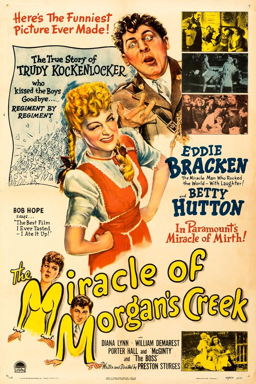 Here's The Funniest
Picture Ever Made!
The True Story of
TRUDY KOCKENLOCKER
who
kissed the Boys
Goodbye...
REGIMENT BY
REGIMENT!
EDDIE
BRACKEN
The Miracle Man Who Rocked
the World - With Laughter!
and
BETTY
HUTTON
In Paramount's
Miracle of Mirth!
BOB HOPE
says:
"The Best Film
I Ever Tasted
- I Ate It Up!"
The
Miracle of
Morgan's Creek
DIANA LYNN - WILLIAM DEMAREST
PORTER HALL and "McGINTY"
and "The BOSS"
Written and Directed by PRESTON STURGES